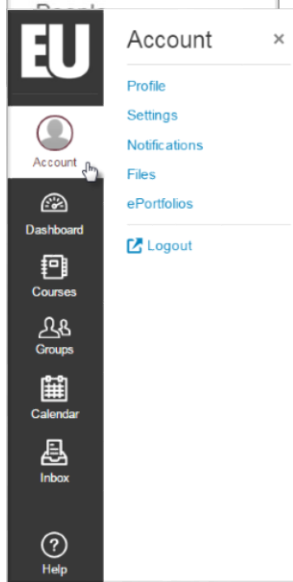 EU
Account
Account
Profile
Settings
Notifications
Files
ePortfolios
Logout
Dashboard
Courses
Groups
Calendar
Inbox
Help